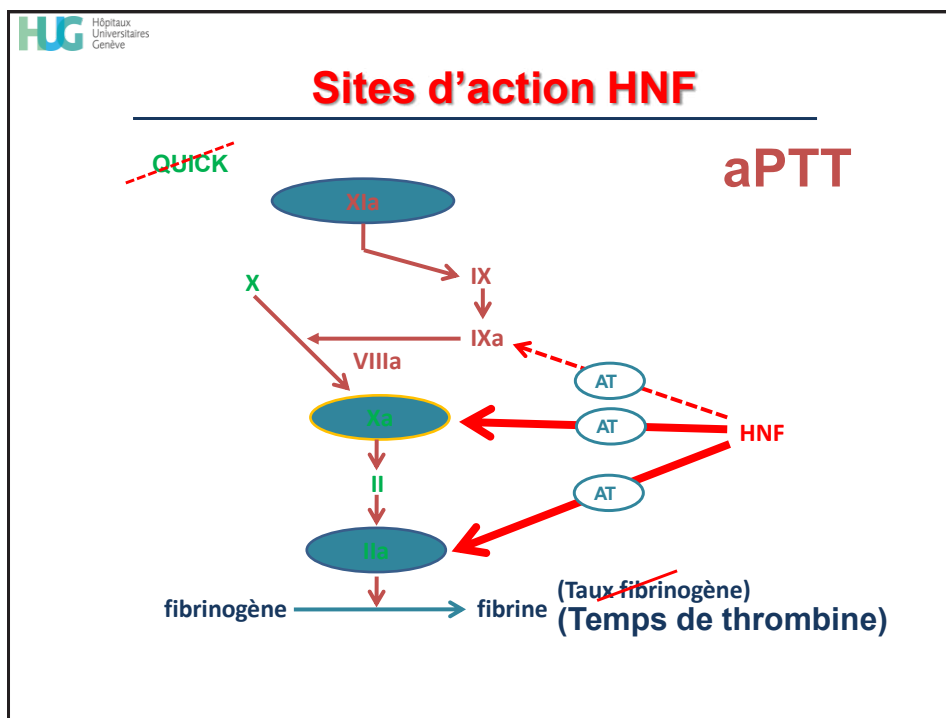 HUG
Hôpitaux
Universitaires
Genève
Sites d'action HNF
QUICK
aPTT
XIa
IX
X
IXa
VIIIa
AT
Xa
AT
HNF
II
AT
IIa
(Taux fibrinogène)
fibrinogène
fibrine
(Temps de thrombine)